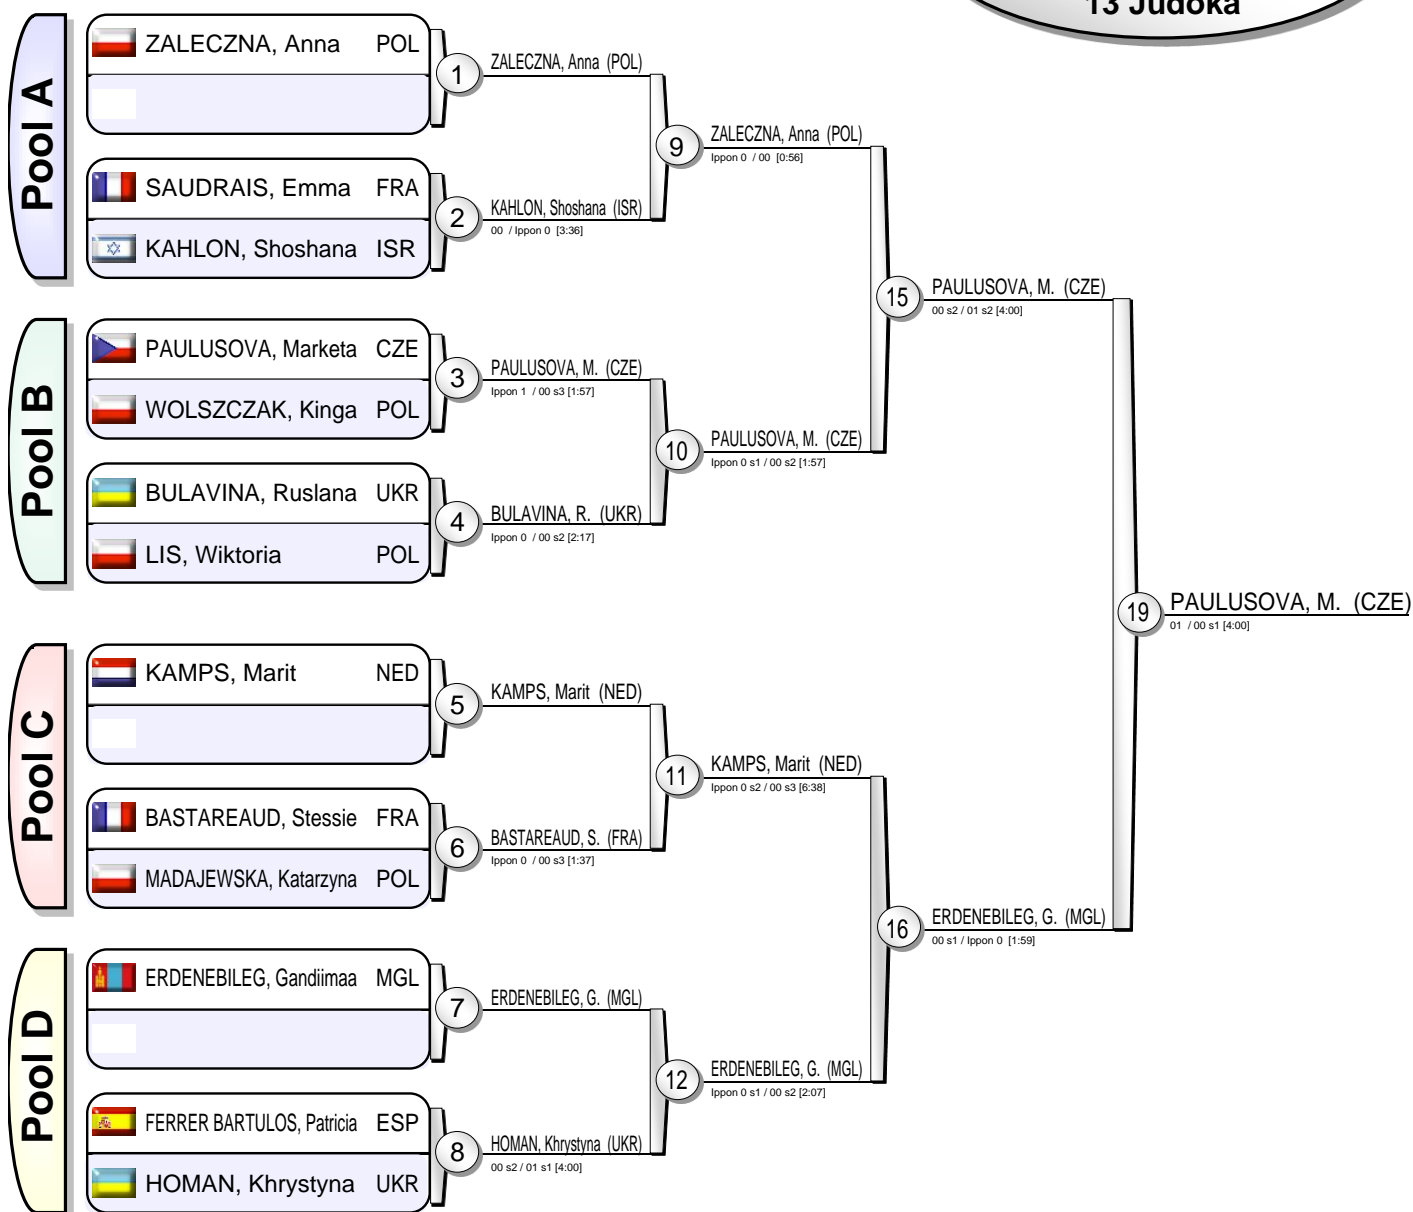 13 Judoka
Pool A
ZALECZNA, Anna POL
1
ZALECZNA, Anna (POL)
SAUDRAIS, Emma FRA
KAHLON, Shoshana ISR
2
KAHLON, Shoshana (ISR)
00 / Ippon 0 [3:36]
9
ZALECZNA, Anna (POL)
Ippon 0 / 00 [0:56]
Pool B
PAULUSOVA, Marketa CZE
WOLSZCZAK, Kinga POL
3
PAULUSOVA, M. (CZE)
Ippon 1 / 00 s3 [1:57]
BULAVINA, Ruslana UKR
LIS, Wiktoria POL
4
BULAVINA, R. (UKR)
Ippon 0 / 00 s2 [2:17]
10
PAULUSOVA, M. (CZE)
Ippon 0 s1 / 00 s2 [1:57]
15
PAULUSOVA, M. (CZE)
00 s2 / 01 s2 [4:00]
Pool C
KAMPS, Marit NED
5
KAMPS, Marit (NED)
BASTAREAUD, Stessie FRA
MADAJEWSKA, Katarzyna POL
6
BASTAREAUD, S. (FRA)
Ippon 0 / 00 s3 [1:37]
11
KAMPS, Marit (NED)
Ippon 0 s2 / 00 s3 [6:38]
Pool D
ERDENEBILEG, Gandiimaa MGL
7
ERDENEBILEG, G. (MGL)
FERRER BARTULOS, Patricia ESP
HOMAN, Khrystyna UKR
8
HOMAN, Khrystyna (UKR)
00 s2 / 01 s1 [4:00]
12
ERDENEBILEG, G. (MGL)
Ippon 0 s1 / 00 s2 [2:07]
16
ERDENEBILEG, G. (MGL)
00 s1 / Ippon 0 [1:59]
19
PAULUSOVA, M. (CZE)
01 / 00 s1 [4:00]